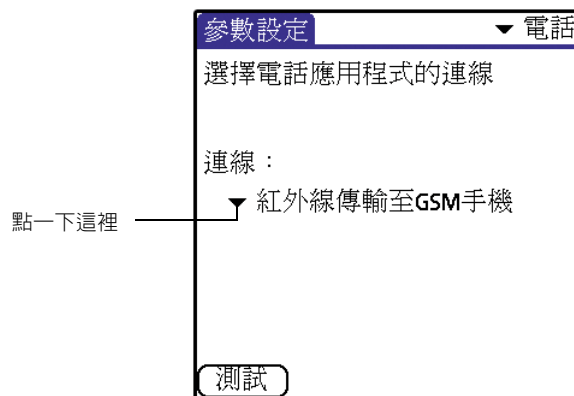 參數設定 ▼ 電話
選擇電話應用程式的連線
連線：
▼ 紅外線傳輸至GSM手機
點一下這裡
測試